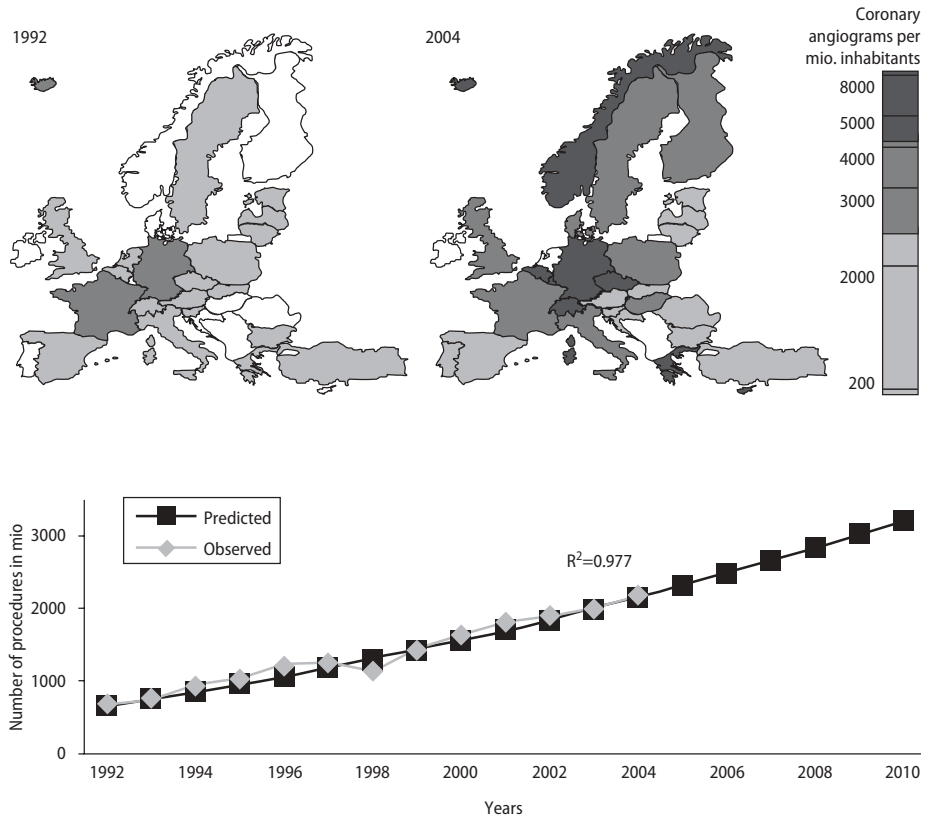 1992
2004
Coronary
angiograms per
mio. inhabitants
8000
5000
4000
3000
2000
200
Number of procedures in mio
3000
2000
1000
0
Predicted
Observed
R²=0.977
1992 1994 1996 1998 2000 2002 2004 2006 2008 2010
Years